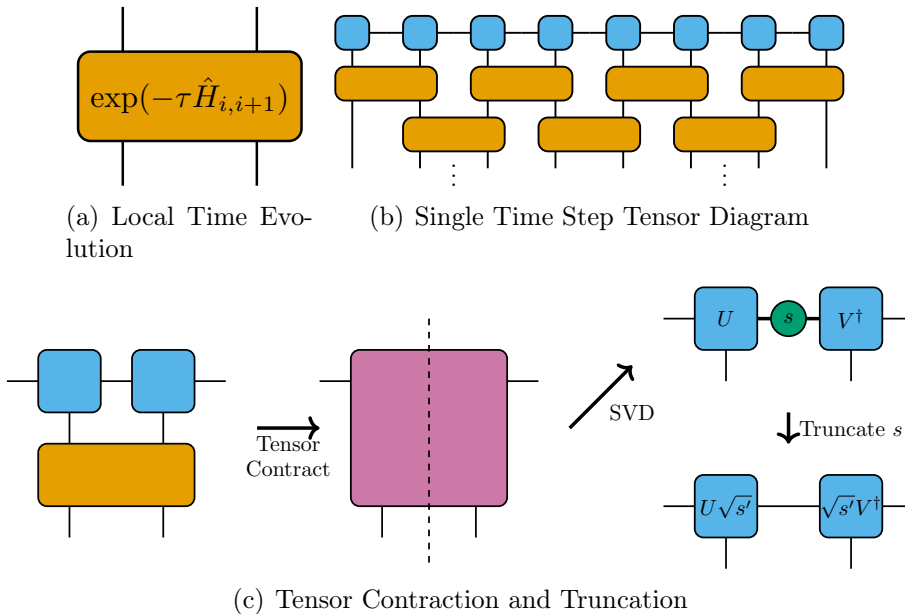 exp(−τĤ_{i,i+1})
⋮ ⋮
(a) Local Time Evo-
lution
(b) Single Time Step Tensor Diagram
U s V†
Tensor
Contract
SVD
Truncate s
U√s′ √s′V†
(c) Tensor Contraction and Truncation